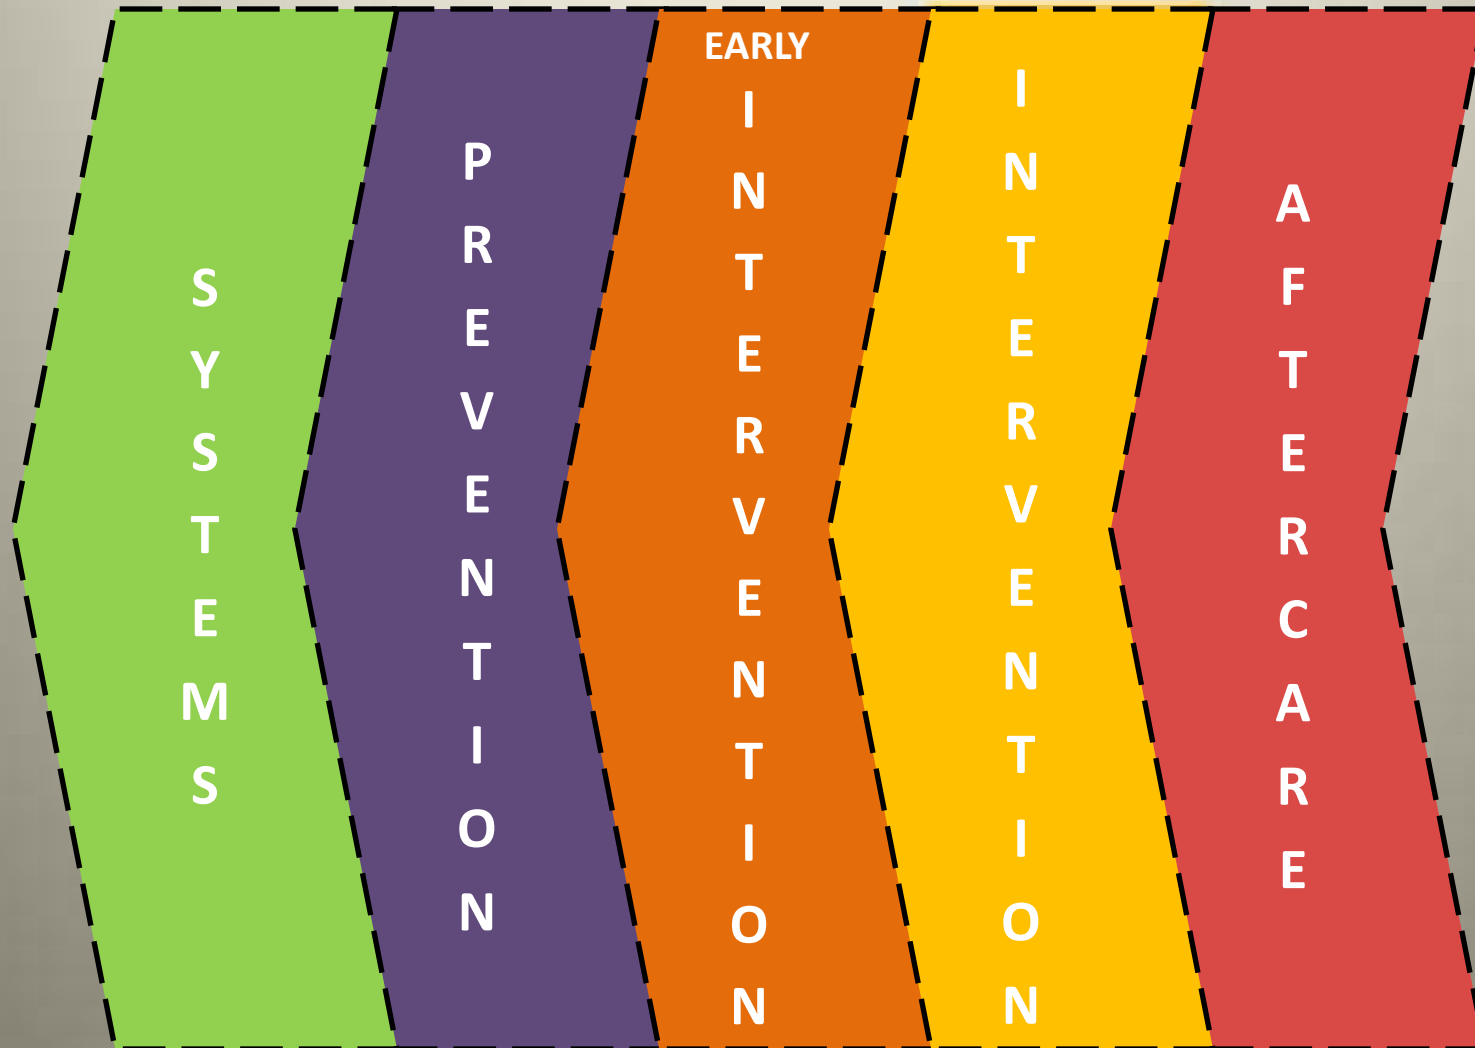 SYSTEMS
PREVENTION
EARLY
INTERVENTION
INTERVENTION
AFTERCARE